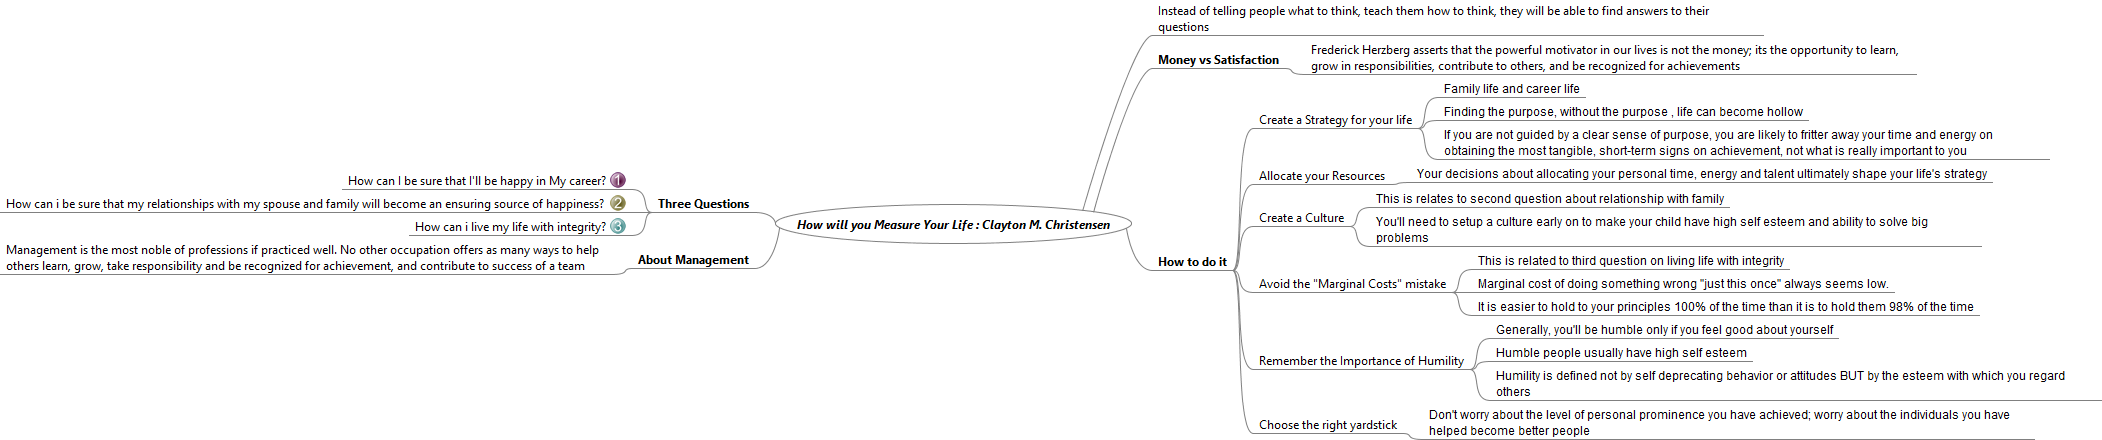 How will you Measure Your Life : Clayton M. Christensen
Three Questions
How can I be sure that I'll be happy in My career? 1
How can i be sure that my relationships with my spouse and family will become an ensuring source of happiness? 2
How can i live my life with integrity? 3
About Management
Management is the most noble of professions if practiced well. No other occupation offers as many ways to help
others learn, grow, take responsibility and be recognized for achievement, and contribute to success of a team
Instead of telling people what to think, teach them how to think, they will be able to find answers to their
questions
Money vs Satisfaction
Frederick Herzberg asserts that the powerful motivator in our lives is not the money; its the opportunity to learn,
grow in responsibilities, contribute to others, and be recognized for achievements
How to do it
Create a Strategy for your life
Family life and career life
Finding the purpose, without the purpose , life can become hollow
If you are not guided by a clear sense of purpose, you are likely to fritter away your time and energy on
obtaining the most tangible, short-term signs on achievement, not what is really important to you
Allocate your Resources
Your decisions about allocating your personal time, energy and talent ultimately shape your life's strategy
Create a Culture
This is relates to second question about relationship with family
You'll need to setup a culture early on to make your child have high self esteem and ability to solve big
problems
Avoid the "Marginal Costs" mistake
This is related to third question on living life with integrity
Marginal cost of doing something wrong "just this once" always seems low.
It is easier to hold to your principles 100% of the time than it is to hold them 98% of the time
Remember the Importance of Humility
Generally, you'll be humble only if you feel good about yourself
Humble people usually have high self esteem
Humility is defined not by self deprecating behavior or attitudes BUT by the esteem with which you regard
others
Choose the right yardstick
Don't worry about the level of personal prominence you have achieved; worry about the individuals you have
helped become better people